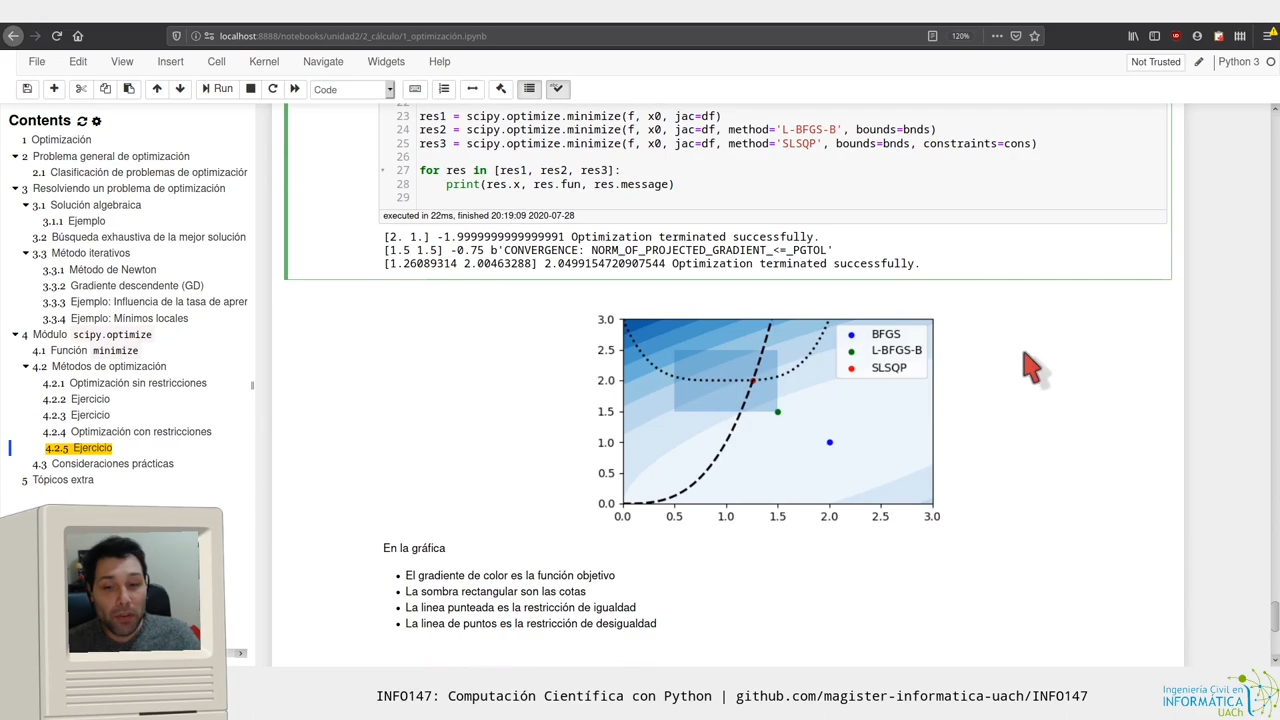 localhost:8888/notebooks/unidad2/2_cálculo/1_optimización.ipynb
120%
File Edit View Insert Cell Kernel Navigate Widgets Help
Not Trusted
Python 3
Run
Code
Contents
1 Optimización
2 Problema general de optimización
2.1 Clasificación de problemas de optimización
3 Resolviendo un problema de optimización
3.1 Solución algebraica
3.1.1 Ejemplo
3.2 Búsqueda exhaustiva de la mejor solución
3.3 Método iterativos
3.3.1 Método de Newton
3.3.2 Gradiente descendente (GD)
3.3.3 Ejemplo: Influencia de la tasa de aprer
3.3.4 Ejemplo: Mínimos locales
4 Módulo scipy.optimize
4.1 Función minimize
4.2 Métodos de optimización
4.2.1 Optimización sin restricciones
4.2.2 Ejercicio
4.2.3 Ejercicio
4.2.4 Optimización con restricciones
4.2.5 Ejercicio
4.3 Consideraciones prácticas
5 Tópicos extra
22
23 res1 = scipy.optimize.minimize(f, x0, jac=df)
24 res2 = scipy.optimize.minimize(f, x0, jac=df, method='L-BFGS-B', bounds=bnds)
25 res3 = scipy.optimize.minimize(f, x0, jac=df, method='SLSQP', bounds=bnds, constraints=cons)
26
27 for res in [res1, res2, res3]:
28 print(res.x, res.fun, res.message)
29
executed in 22ms, finished 20:19:09 2020-07-28
[2. 1.] -1.9999999999999991 Optimization terminated successfully.
[1.5 1.5] -0.75 b'CONVERGENCE: NORM_OF_PROJECTED_GRADIENT_<=_PGTOL'
[1.26089314 2.00463288] 2.0499154720907544 Optimization terminated successfully.
3.0
2.5
2.0
1.5
1.0
0.5
0.0
0.0 0.5 1.0 1.5 2.0 2.5 3.0
BFGS
L-BFGS-B
SLSQP
En la gráfica
• El gradiente de color es la función objetivo
• La sombra rectangular son las cotas
• La linea punteada es la restricción de igualdad
• La linea de puntos es la restricción de desigualdad
INFO147: Computación Científica con Python | github.com/magister-informatica-uach/INFO147
Ingeniería Civil en
INFORMÁTICA
UACh